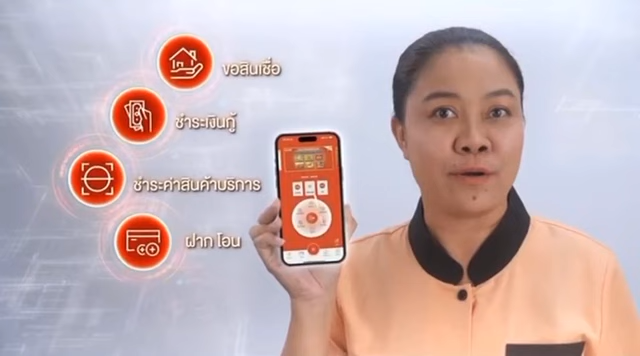 ขอสินเชื่อ
ชำระเงินกู้
ชำระค่าสินค้าบริการ
ฝาก โอน